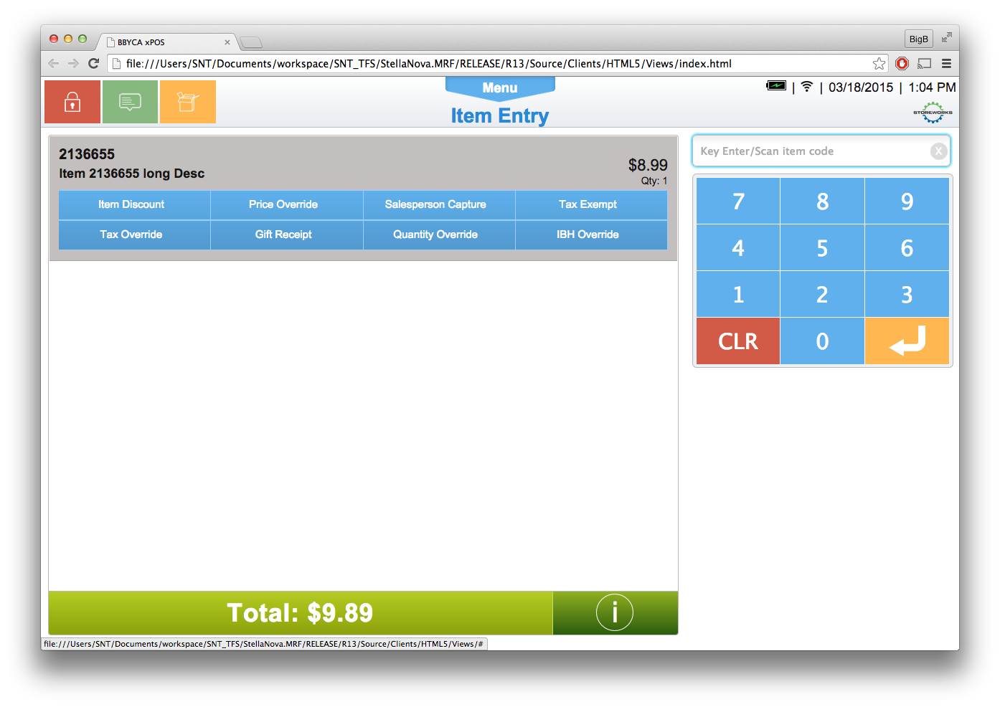 BBYCA xPOS
BigB
file:///Users/SNT/Documents/workspace/SNT_TFS/StellaNova.MRF/RELEASE/R13/Source/Clients/HTML5/Views/index.html
Menu
| | 03/18/2015 | 1:04 PM
Item Entry
STOREWORKS
2136655
Item 2136655 long Desc
$8.99
Qty: 1
Item Discount Price Override Salesperson Capture Tax Exempt
Tax Override Gift Receipt Quantity Override IBH Override
Key Enter/Scan item code X
7 8 9
4 5 6
1 2 3
CLR 0
Total: $9.89 i
file:///Users/SNT/Documents/workspace/SNT_TFS/StellaNova.MRF/RELEASE/R13/Source/Clients/HTML5/Views/#